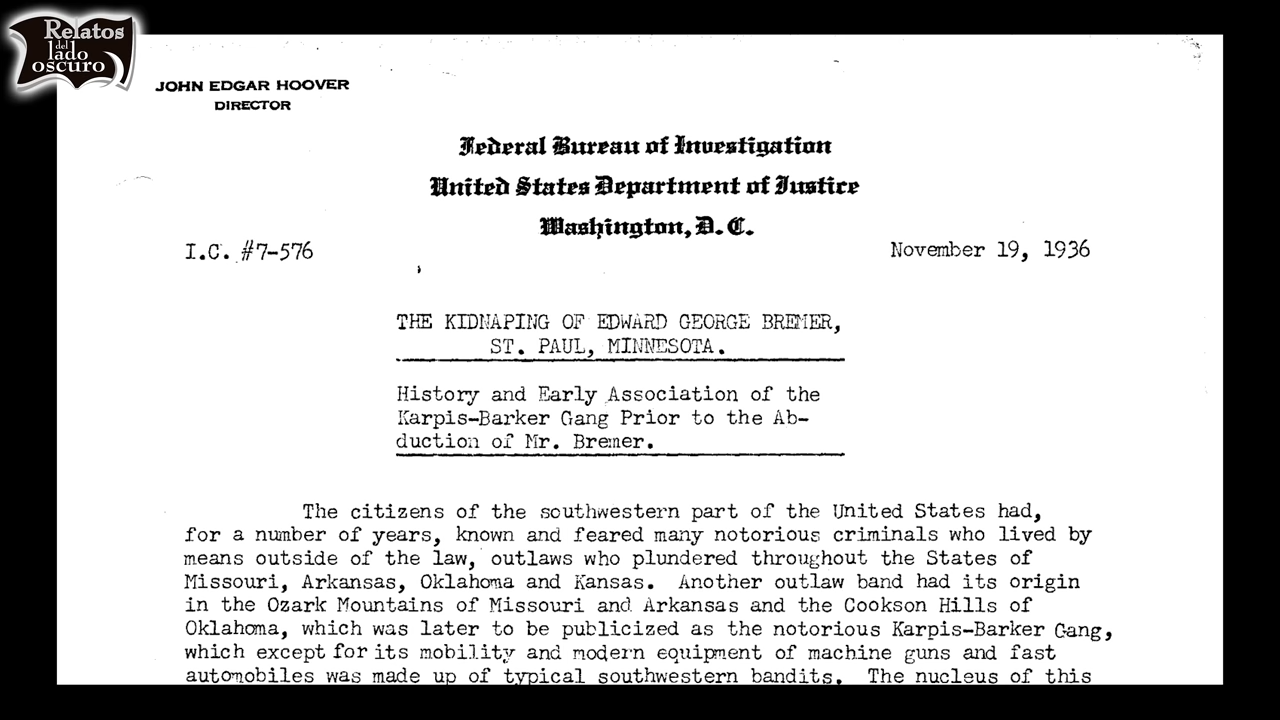 Relatos
del
lado
oscuro
JOHN EDGAR HOOVER
DIRECTOR
Federal Bureau of Investigation
United States Department of Justice
Washington, D. C.
I.C. #7-576
November 19, 1936
THE KIDNAPING OF EDWARD GEORGE BREMER,
ST. PAUL, MINNESOTA.
History and Early Association of the
Karpis-Barker Gang Prior to the Ab-
duction of Mr. Bremer.
The citizens of the southwestern part of the United States had,
for a number of years, known and feared many notorious criminals who lived by
means outside of the law, outlaws who plundered throughout the States of
Missouri, Arkansas, Oklahoma and Kansas. Another outlaw band had its origin
in the Ozark Mountains of Missouri and Arkansas and the Cookson Hills of
Oklahoma, which was later to be publicized as the notorious Karpis-Barker Gang,
which except for its mobility and modern equipment of machine guns and fast
automobiles was made up of typical southwestern bandits. The nucleus of this